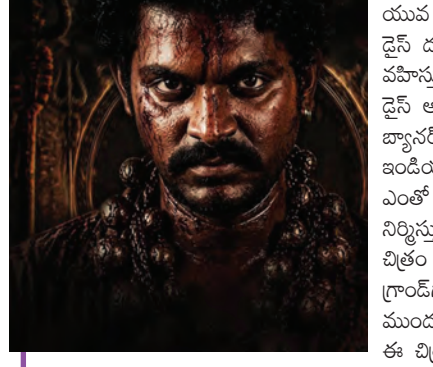 యువ
డైస్
వహిస్తు
డైస్
బ్యానర్
ఇండియ
ఎంతో
నిర్మిస్తు
చిత్రం
గ్రాండ్‌
ముంద
ఈ చి